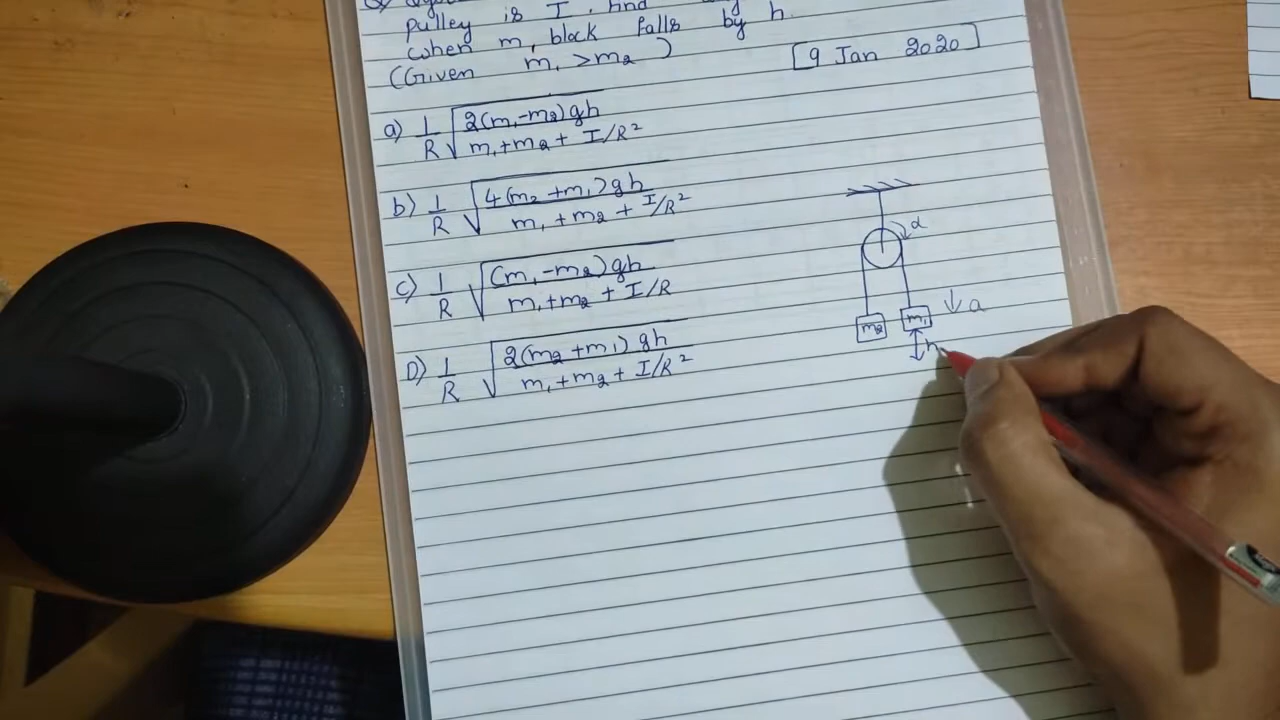 pulley is I, find
when m₁ block falls by h.
(Given m₁ > m₂)
[9 Jan 2020]
a) 1/R √(2(m₁-m₂)gh / m₁+m₂ + I/R²)
b) 1/R √(4(m₂+m₁)gh / m₁+m₂ + I/R²)
c) 1/R √((m₁-m₂)gh / m₁+m₂ + I/R)
D) 1/R √(2(m₂+m₁)gh / m₁+m₂ + I/R²)
α
m₂ m₁ a
h